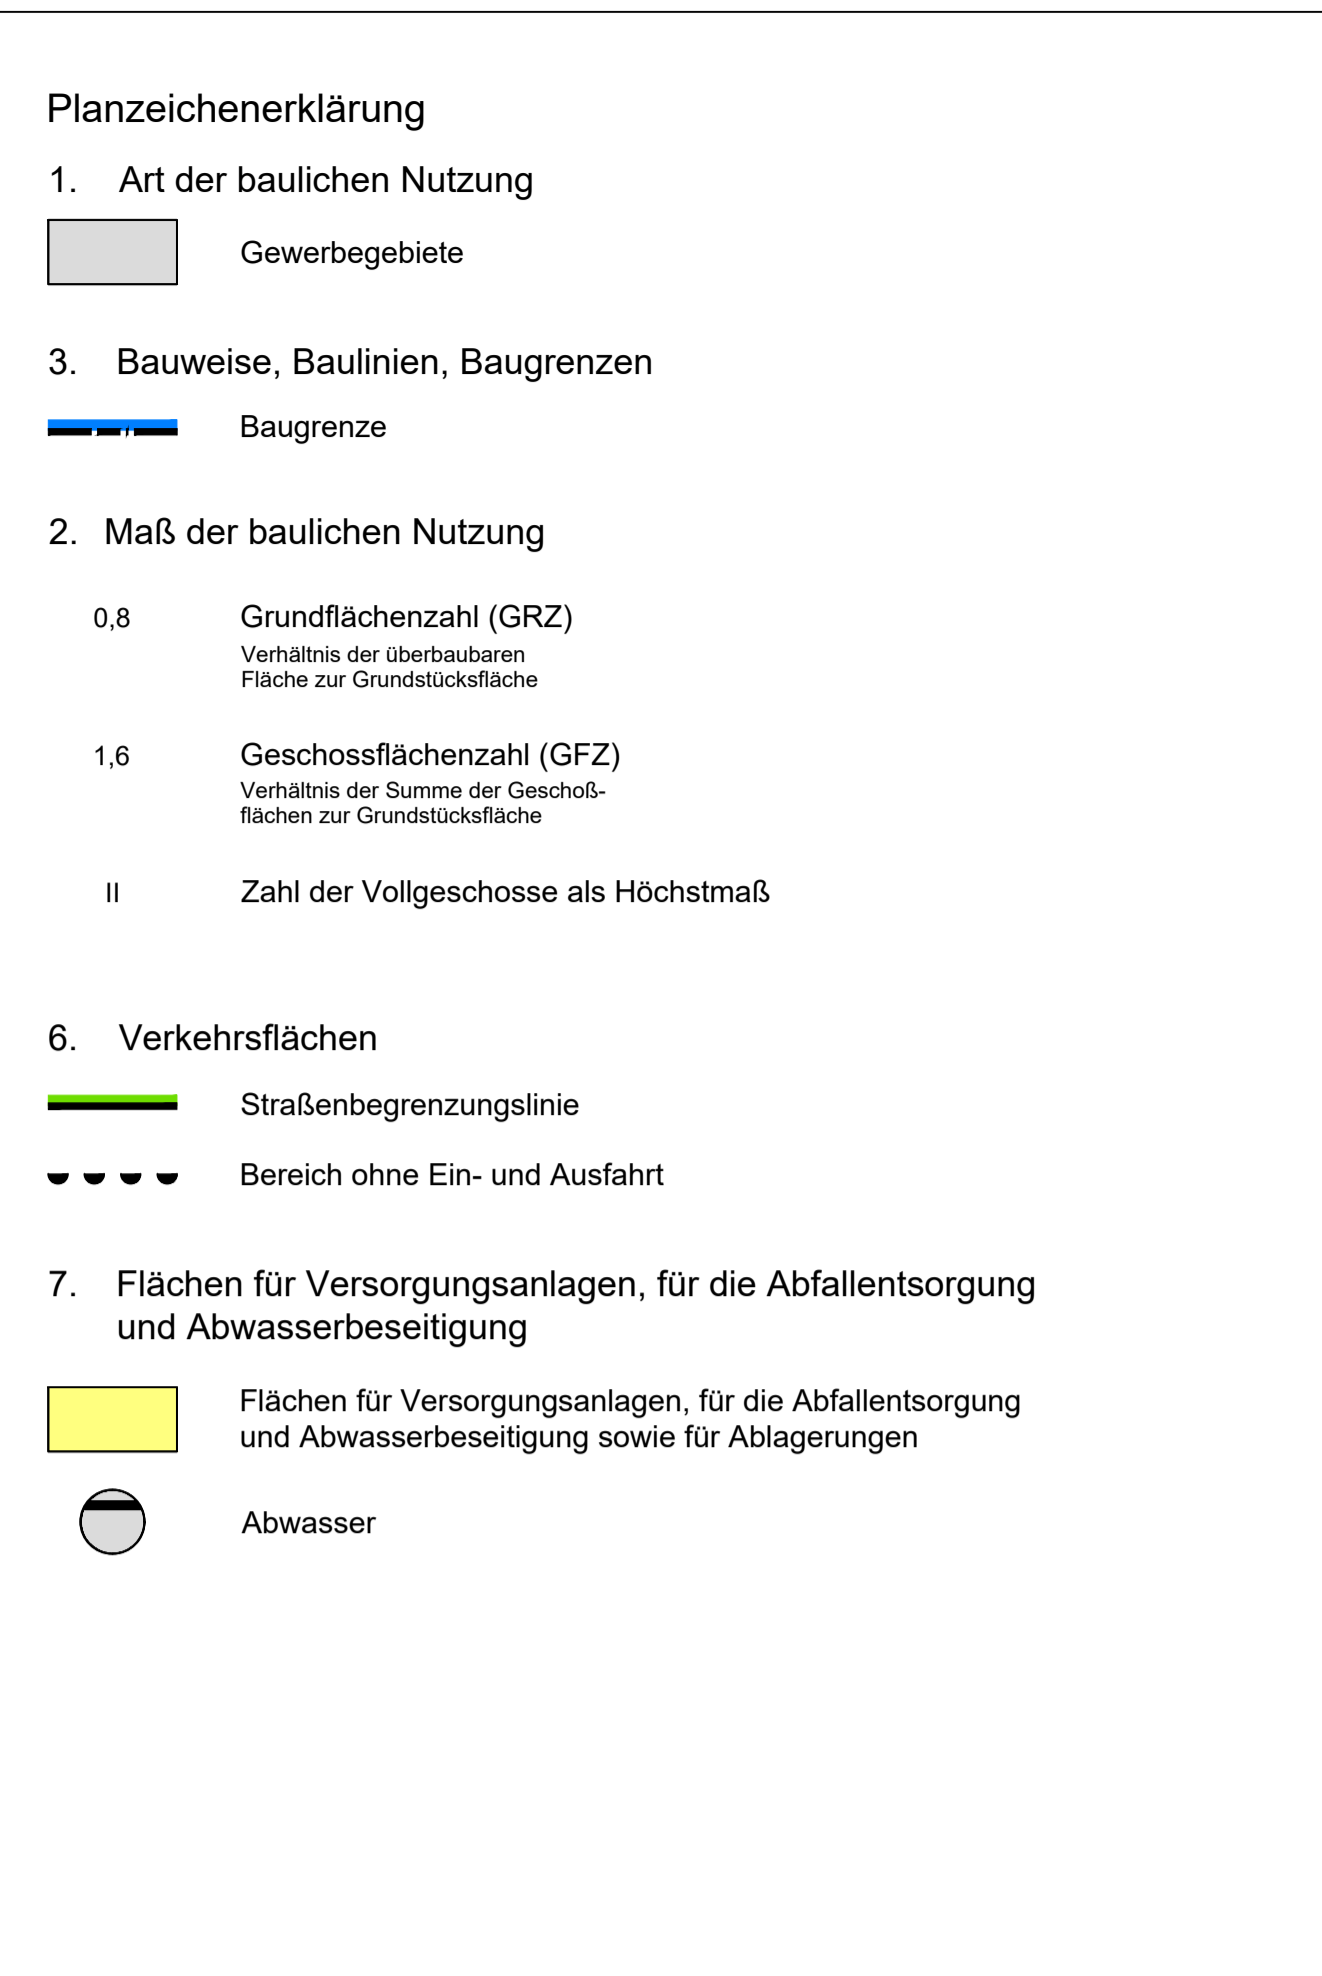 Planzeichenerklärung
1. Art der baulichen Nutzung
Gewerbegebiete
3. Bauweise, Baulinien, Baugrenzen
Baugrenze
2. Maß der baulichen Nutzung
0,8 Grundflächenzahl (GRZ)
Verhältnis der überbaubaren
Fläche zur Grundstücksfläche
1,6 Geschossflächenzahl (GFZ)
Verhältnis der Summe der Geschoß-
flächen zur Grundstücksfläche
II Zahl der Vollgeschosse als Höchstmaß
6. Verkehrsflächen
Straßenbegrenzungslinie
Bereich ohne Ein- und Ausfahrt
7. Flächen für Versorgungsanlagen, für die Abfallentsorgung
und Abwasserbeseitigung
Flächen für Versorgungsanlagen, für die Abfallentsorgung
und Abwasserbeseitigung sowie für Ablagerungen
Abwasser